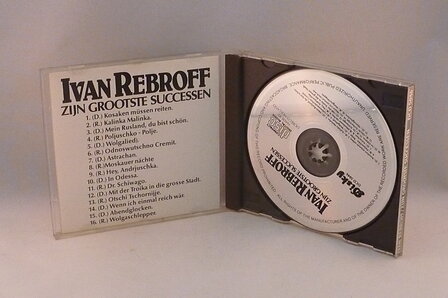 IVAN REBROFF
ZIJN GROOTSTE SUCCESSEN
1. (D.) Kosaken müssen reiten.
2. (R.) Kalinka Malinka.
3. (D.) Mein Rusland, du bist schön.
4. (R.) Poljuschko - Polje.
5. (D.) Wolgalied).
6. (R.) Odnoswutschno Cremit.
7. (D.) Astrachan.
8. (R.)Moskauer nächte
9. (R.) Hey, Andrjuschka.
10. (D.) In Odessa.
11. (R.) Dr. Schiwago.
12. (D.) Mit der Troika in die grosse Stadt.
13. (R.) Otschi Tschornije.
14. (D.) Wenn ich einmal reich wär.
15. (D.) Abendglocken.
16. (R.) Wolgaschlepper.
IVAN REBROFF
ZIJN GROOTSTE SUCCESSEN